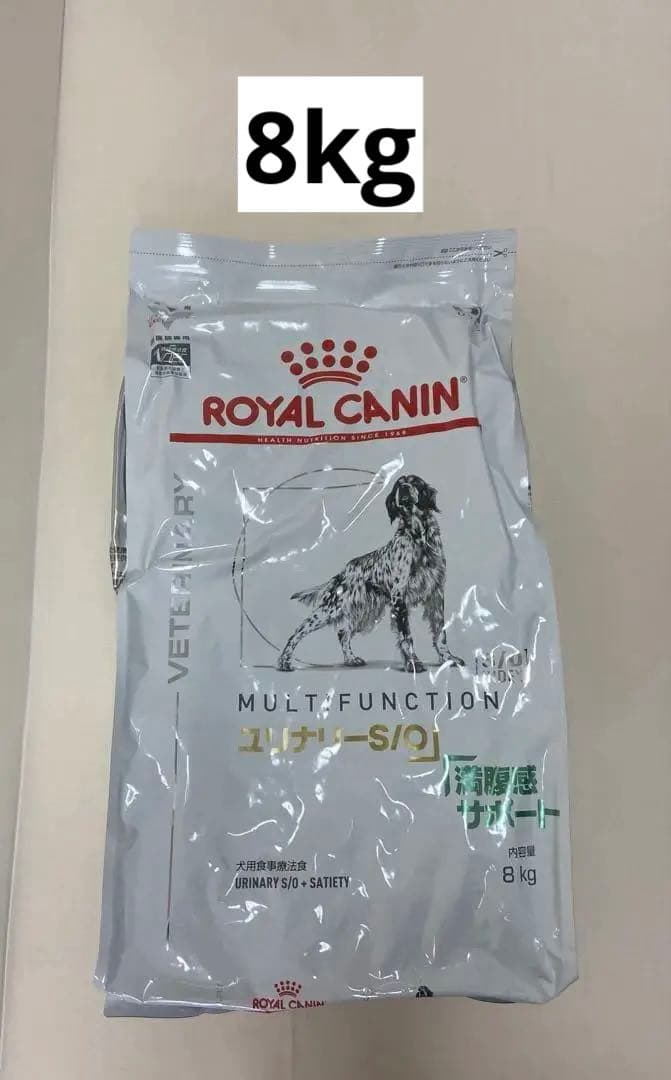 8kg
ROYAL CANIN®
HEALTH NUTRITION SINCE 1968
VETERINARY
S/O
INDEX
MULTIFUNCTION
ユリナリーS/O
満腹感
サポート
犬用食事療法食
URINARY S/O + SATIETY
内容量
8 kg
ROYAL CANIN